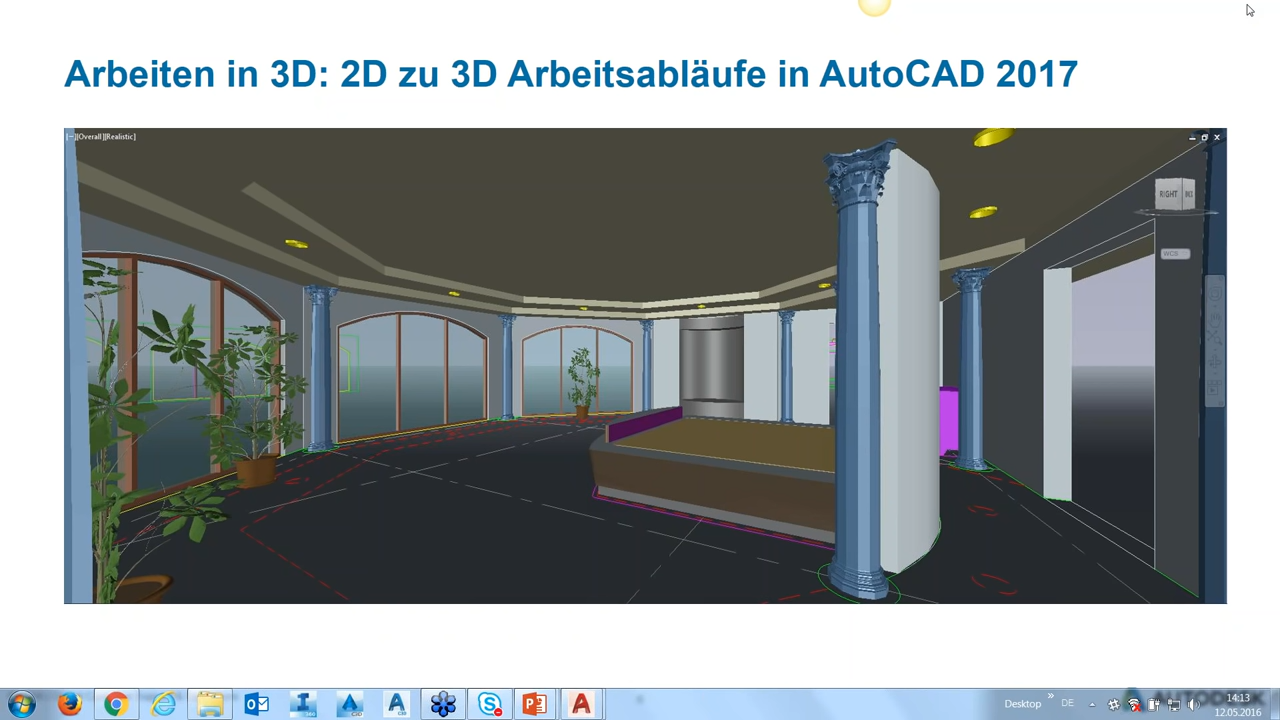 Arbeiten in 3D: 2D zu 3D Arbeitsabläufe in AutoCAD 2017
[−][Overall][Realistic]
RIGHT
WCS
Desktop
DE
14:13
12.05.2016